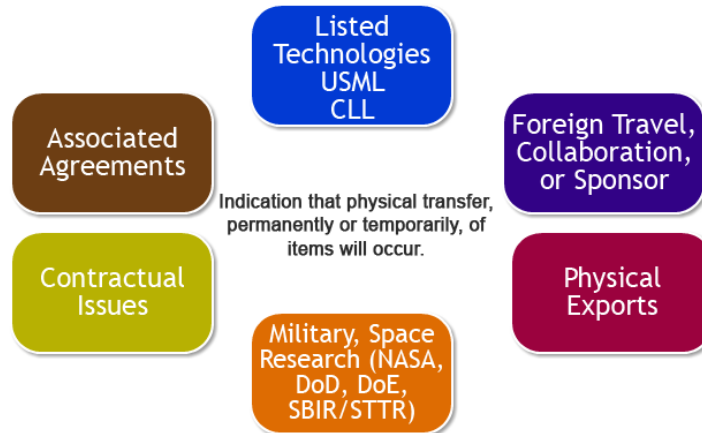 Listed
Technologies
USML
CLL
Associated
Agreements
Foreign Travel,
Collaboration,
or Sponsor
Indication that physical transfer,
permanently or temporarily, of
items will occur.
Contractual
Issues
Physical
Exports
Military, Space
Research (NASA,
DoD, DoE,
SBIR/STTR)